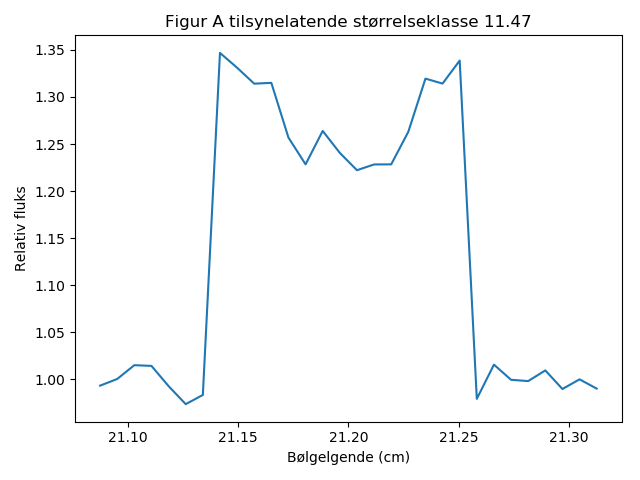 Figur A tilsynelatende størrelseklasse 11.47
1.35
1.30
1.25
1.20
1.15
1.10
1.05
1.00
Relativ fluks
21.10 21.15 21.20 21.25 21.30
Bølgelgende (cm)